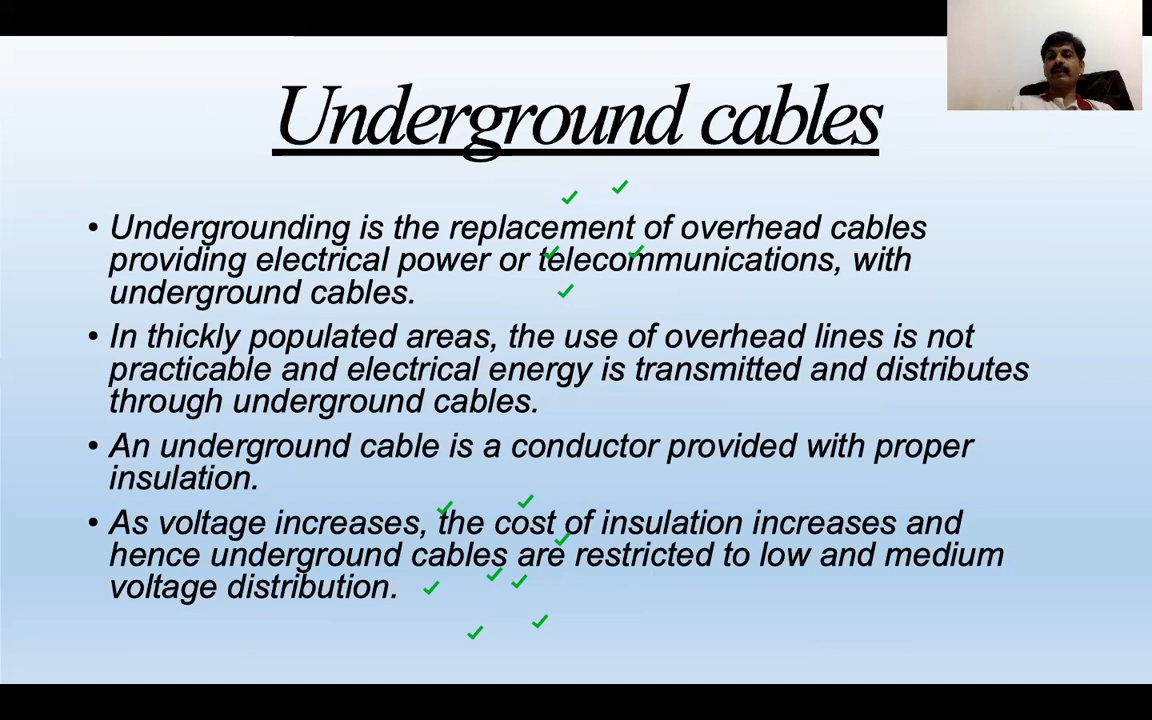 Underground cables
• Undergrounding is the replacement of overhead cables
providing electrical power or telecommunications, with
underground cables.
• In thickly populated areas, the use of overhead lines is not
practicable and electrical energy is transmitted and distributes
through underground cables.
• An underground cable is a conductor provided with proper
insulation.
• As voltage increases, the cost of insulation increases and
hence underground cables are restricted to low and medium
voltage distribution.